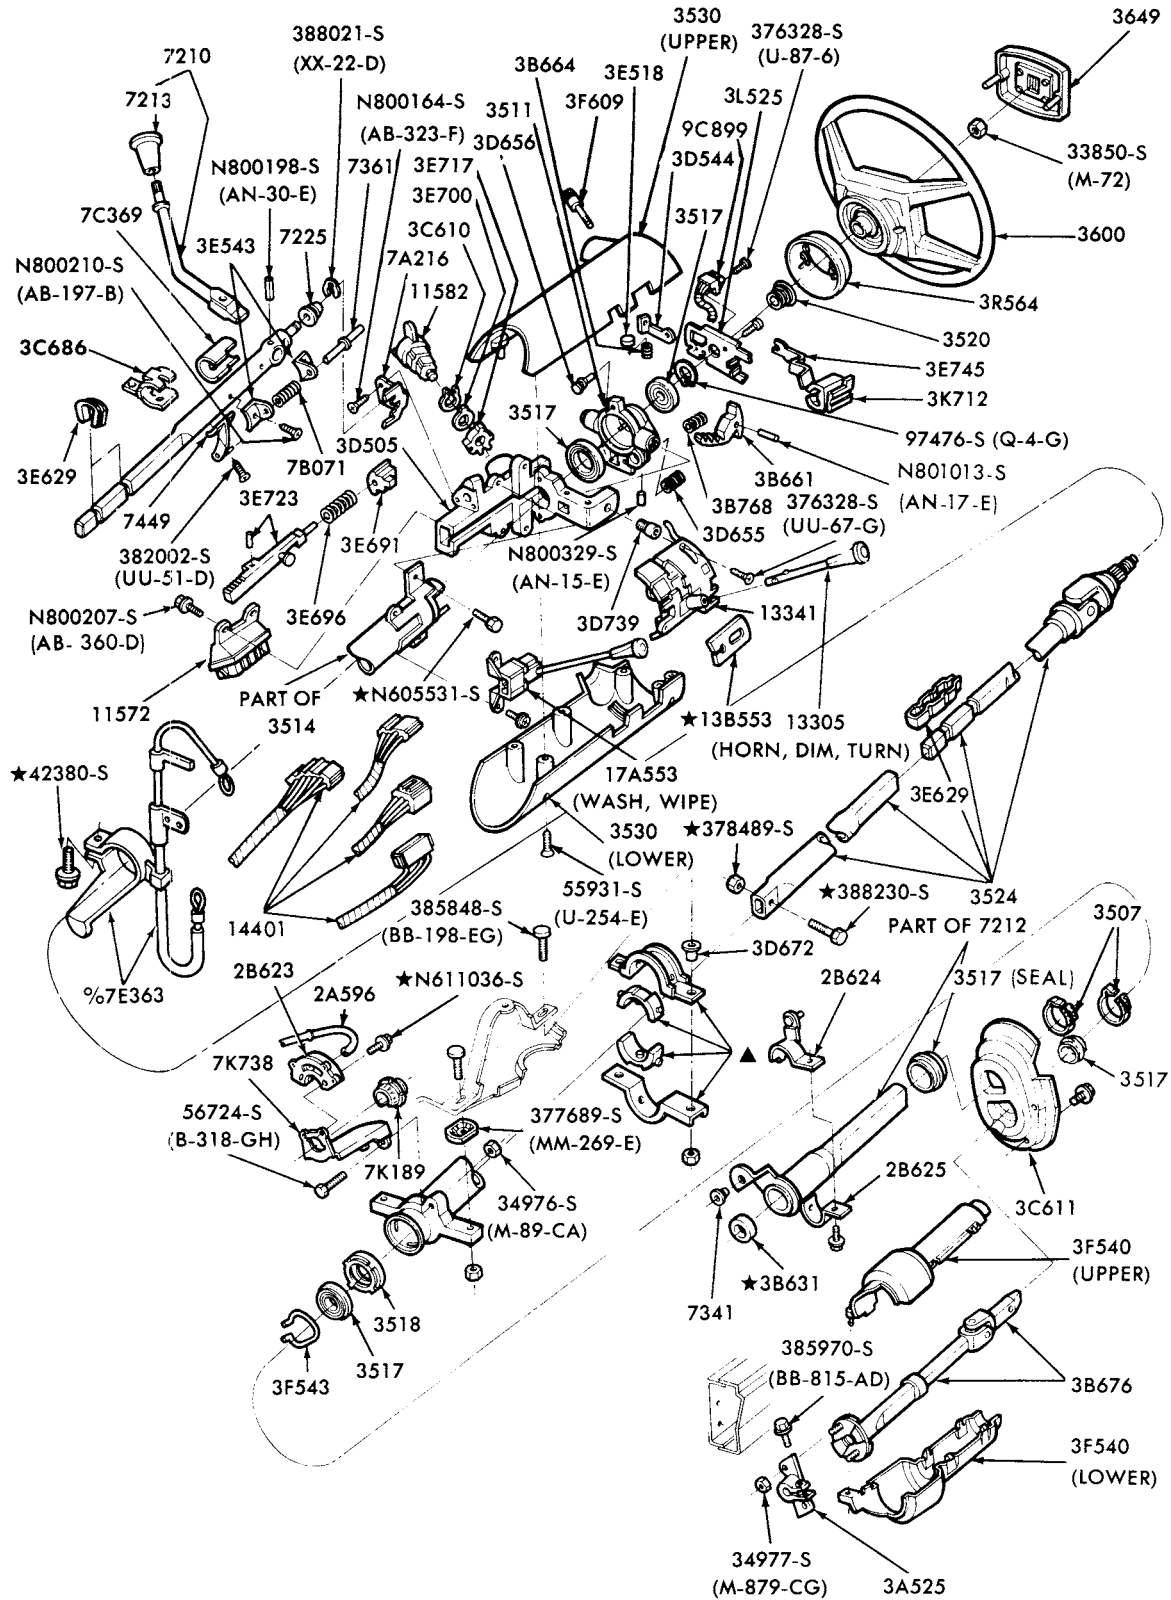 3649
388021-S
(XX-22-D)
3530
(UPPER)
376328-S
(U-87-6)
7210
3B664
3E518
7213
N800164-S
(AB-323-F)
3511
3F609
3L525
3D656
9C899
33850-S
(M-72)
N800198-S
(AN-30-E)
7361
3E717
3D544
3E700
7C369
3517
3C610
3600
3E543
7225
7A216
N800210-S
(AB-197-B)
11582
3R564
3520
3C686
3E745
3K712
3517
97476-S (Q-4-G)
3D505
3E629
7B071
3B661
N801013-S
(AN-17-E)
3E723
7449
3B768
376328-S
(UU-67-G)
3D655
382002-S
(UU-51-D)
3E691
N800329-S
(AN-15-E)
N800207-S
(AB- 360-D)
3E696
3D739
13341
PART OF
3514
★N605531-S
11572
★13B553
13305
(HORN, DIM, TURN)
★42380-S
17A553
(WASH, WIPE)
3E629
3530
(LOWER)
★378489-S
55931-S
(U-254-E)
3524
★388230-S
14401
385848-S
(BB-198-EG)
PART OF 7212
3507
3D672
%7E363
2B623
★N611036-S
2B624
3517 (SEAL)
2A596
▲
7K738
3517
56724-S
(B-318-GH)
377689-S
(MM-269-E)
7K189
2B625
34976-S
(M-89-CA)
3C611
3F540
(UPPER)
★3B631
7341
3518
3517
385970-S
(BB-815-AD)
3F543
3B676
3F540
(LOWER)
34977-S
(M-879-CG)
3A525